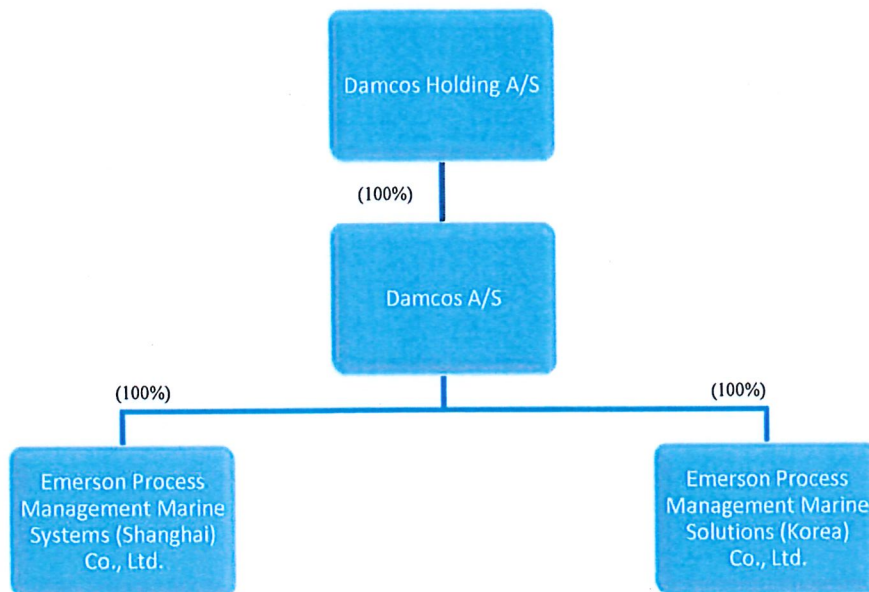 Damcos Holding A/S
(100%)
Damcos A/S
(100%)
(100%)
Emerson Process
Management Marine
Systems (Shanghai)
Co., Ltd.
Emerson Process
Management Marine
Solutions (Korea)
Co., Ltd.